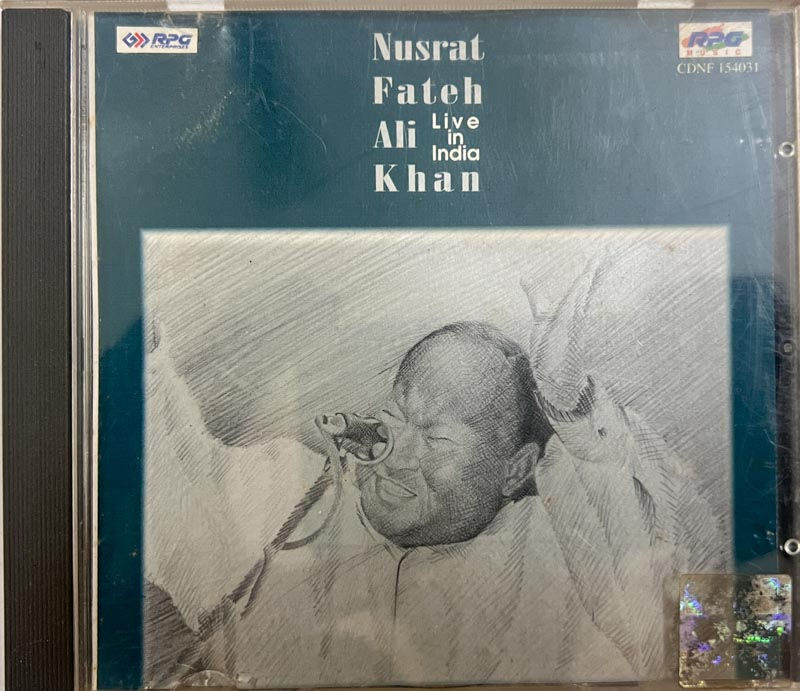 RPG
ENTERPRISES
Nusrat
Fateh
Ali
Khan
Live
in
India
RPG
MUSIC
CDNF 154031